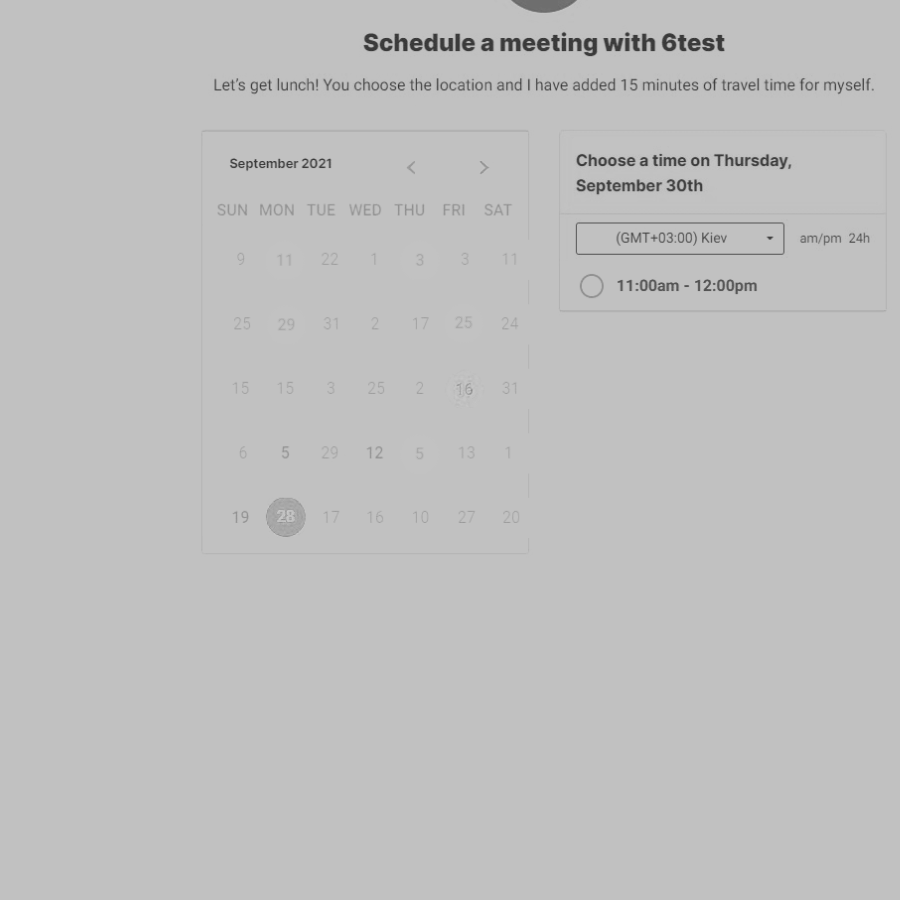 Schedule a meeting with 6test
Let's get lunch! You choose the location and I have added 15 minutes of travel time for myself.
September 2021
SUN MON TUE WED THU FRI SAT
9 11 22 1 3 3 11
25 29 31 2 17 25 24
15 15 3 25 2 16 31
6 5 29 12 5 13 1
19 28 17 16 10 27 20
Choose a time on Thursday,
September 30th
(GMT+03:00) Kiev am/pm 24h
11:00am - 12:00pm